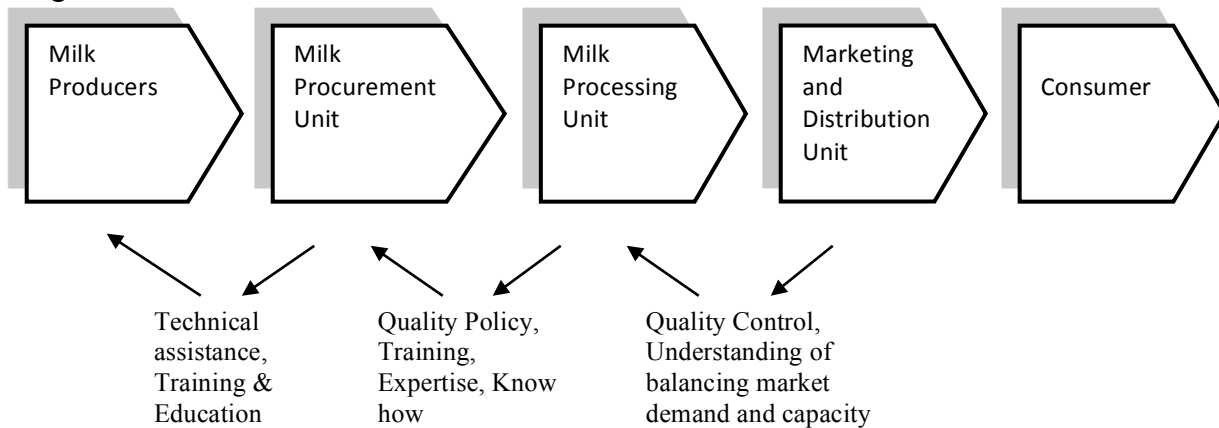 Milk
Producers
Milk
Procurement
Unit
Milk
Processing
Unit
Marketing
and
Distribution
Unit
Consumer
Technical
assistance,
Training &
Education
Quality Policy,
Training,
Expertise, Know
how
Quality Control,
Understanding of
balancing market
demand and capacity